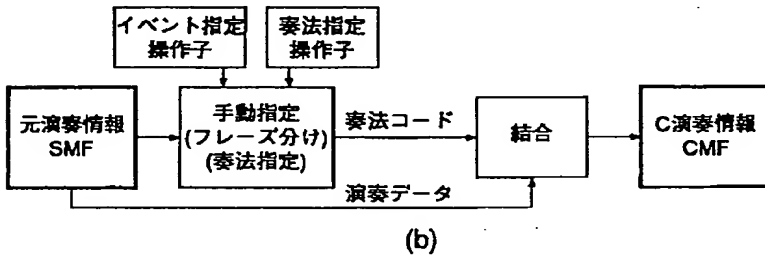 イベント指定
操作子
奏法指定
操作子
元演奏情報
SMF
手動指定
(フレーズ分け)
(奏法指定)
奏法コード
結合
C演奏情報
CMF
演奏データ
(b)